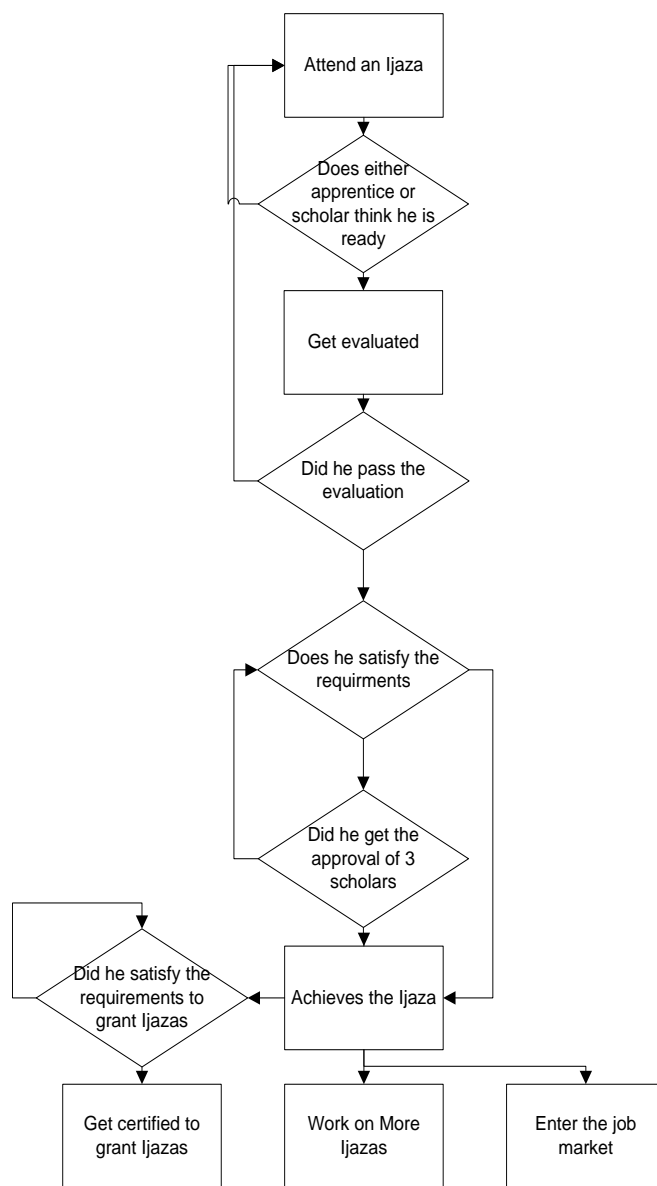 Attend an Ijaza
Does either
apprentice or
scholar think he is
ready
Get evaluated
Did he pass the
evaluation
Does he satisfy the
requirments
Did he get the
approval of 3
scholars
Did he satisfy the
requirements to
grant Ijazas
Achieves the Ijaza
Get certified to
grant Ijazas
Work on More
Ijazas
Enter the job
market